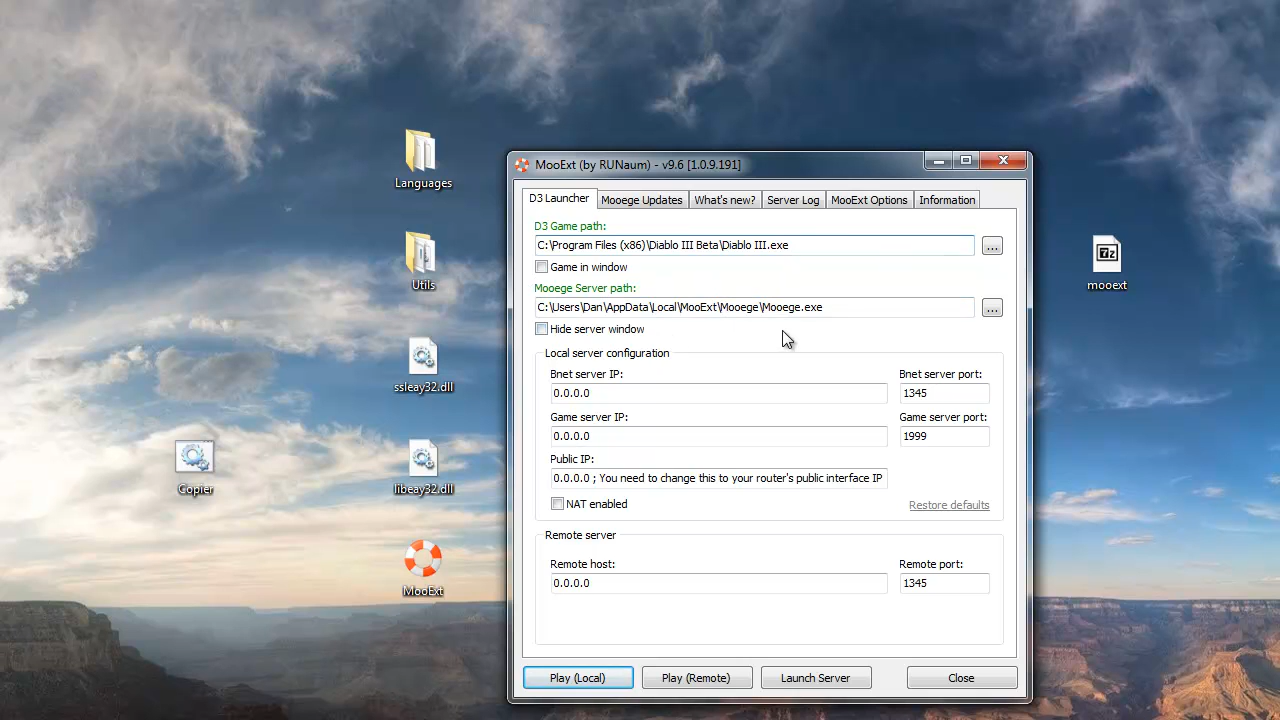 Languages
Utils
ssleay32.dll
Copier
libeay32.dll
MooExt
MooExt (by RUNaum) - v9.6 [1.0.9.191]
D3 Launcher
Mooege Updates
What's new?
Server Log
MooExt Options
Information
D3 Game path:
C:\Program Files (x86)\Diablo III Beta\Diablo III.exe
...
Game in window
Mooege Server path:
C:\Users\Dan\AppData\Local\MooExt\Mooege\Mooege.exe
...
Hide server window
Local server configuration
Bnet server IP:
Bnet server port:
0.0.0.0
1345
Game server IP:
Game server port:
0.0.0.0
1999
Public IP:
0.0.0.0 ; You need to change this to your router's public interface IP
NAT enabled
Restore defaults
Remote server
Remote host:
Remote port:
0.0.0.0
1345
Play (Local)
Play (Remote)
Launch Server
Close
7z
mooext